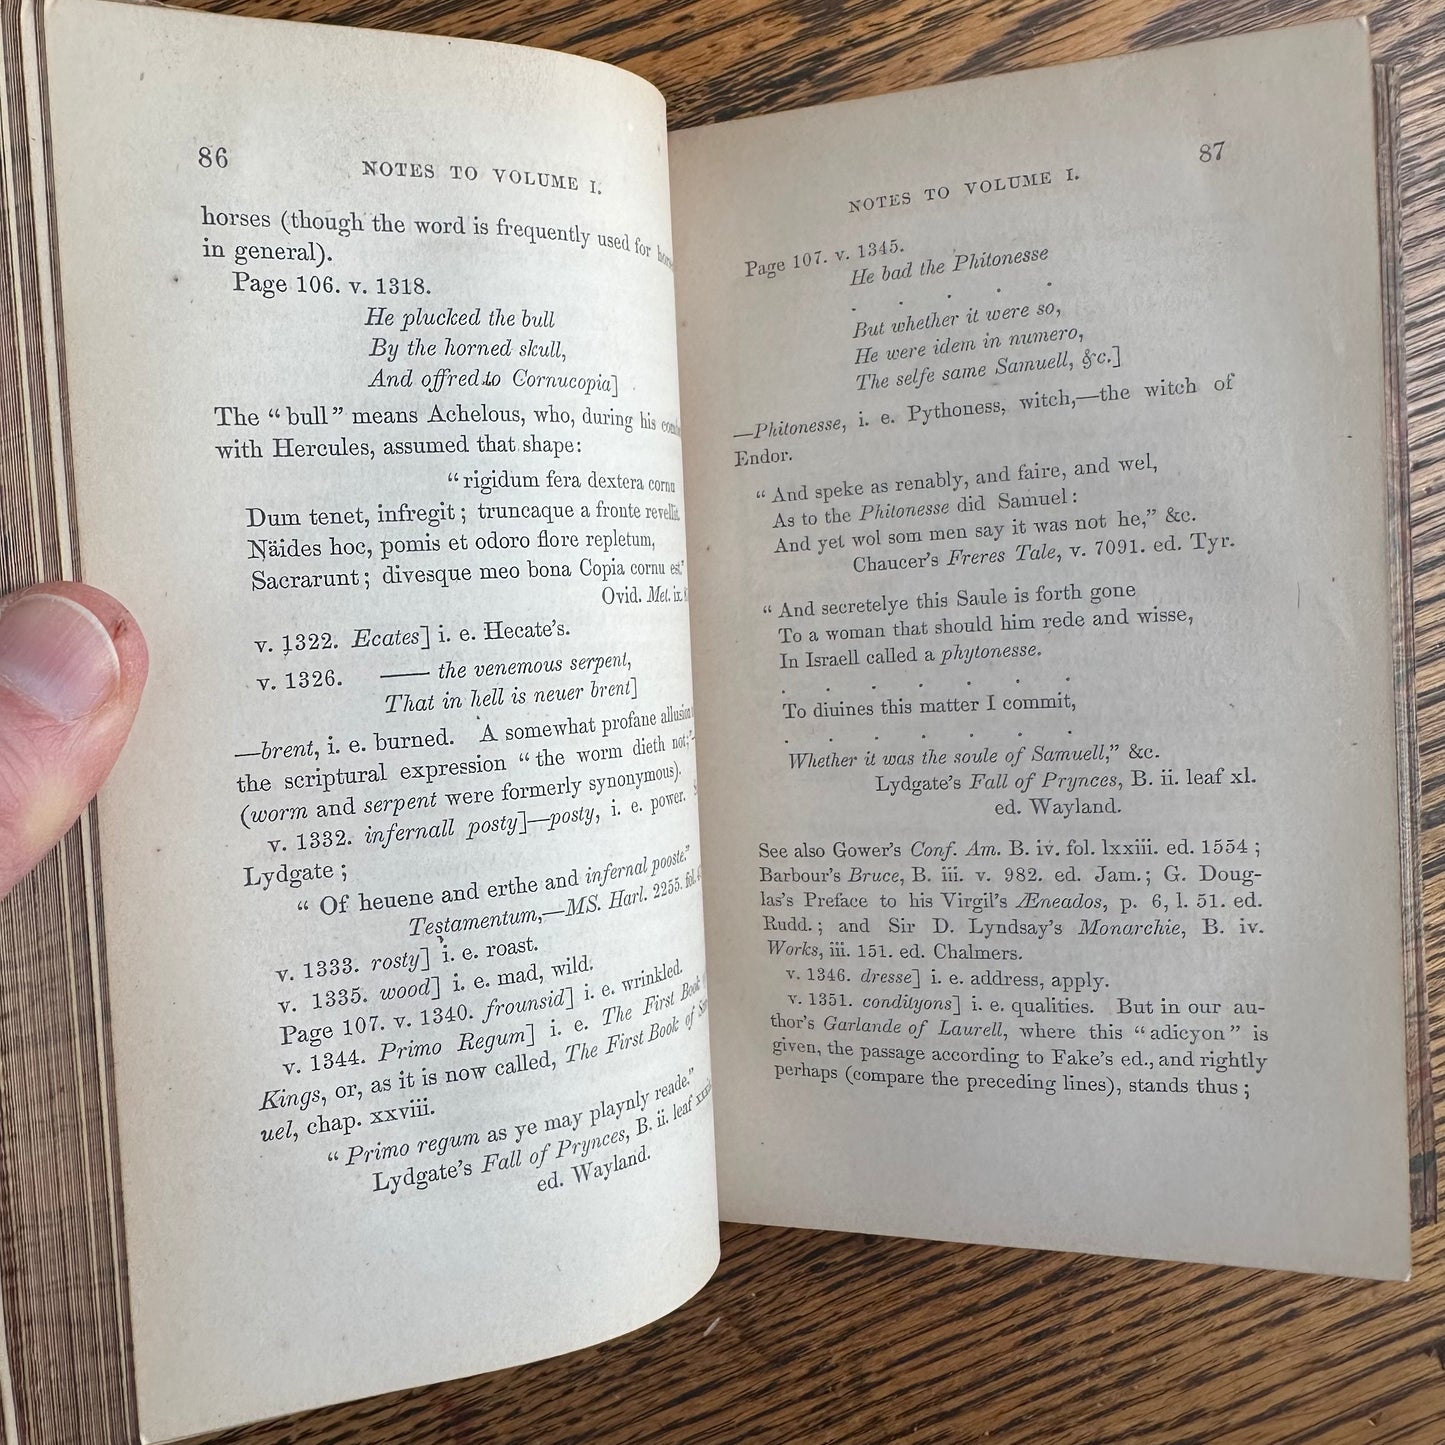 86
NOTES TO VOLUME I.
horses (though the word is frequently used for
in general).
Page 106. v. 1318.
He plucked the bull
By the horned skull,
And offred to Cornucopia]
The “bull” means Achelous, who, during his
with Hercules, assumed that shape:
“rigidum fera dextera cornu
Dum tenet, infregit; truncaque a fronte revellit.
Näides hoc, pomis et odoro flore repletum,
Sacrarunt; divesque meo bona Copia cornu est.”
Ovid. Met. ix.
v. 1322. Ecates] i. e. Hecate’s.
v. 1326. —— the venemous serpent,
That in hell is neuer brent]
—brent, i. e. burned. A somewhat profane allusion
the scriptural expression “the worm dieth not;”
(worm and serpent were formerly synonymous).
v. 1332. infernall posty]—posty, i. e. power.
Lydgate;
“Of heuene and erthe and infernal pooste.”
Testamentum,—MS. Harl. 2255. fol.
v. 1333. rosty] i. e. roast.
v. 1335. wood] i. e. mad, wild.
Page 107. v. 1340. frounsid] i. e. wrinkled.
v. 1344. Primo Regum] i. e. The First Book
Kings, or, as it is now called, The First Book of
uel, chap. xxviii.
“Primo regum as ye may playnly reade.”
Lydgate’s Fall of Prynces, B. ii. leaf
ed. Wayland.
87
NOTES TO VOLUME I.
Page 107. v. 1345.
He bad the Phitonesse
. . . . .
But whether it were so,
He were idem in numero,
The selfe same Samuell, &c.]
—Phitonesse, i. e. Pythoness, witch,—the witch of
Endor.
“And speke as renably, and faire, and wel,
As to the Phitonesse did Samuel:
And yet wol som men say it was not he,” &c.
Chaucer’s Freres Tale, v. 7091. ed. Tyr.
“And secretelye this Saule is forth gone
To a woman that should him rede and wisse,
In Israell called a phytonesse.
. . . . . . .
To diuines this matter I commit,
. . . . . . .
Whether it was the soule of Samuell,” &c.
Lydgate’s Fall of Prynces, B. ii. leaf xl.
ed. Wayland.
See also Gower’s Conf. Am. B. iv. fol. lxxiii. ed. 1554;
Barbour’s Bruce, B. iii. v. 982. ed. Jam.; G. Doug-
las’s Preface to his Virgil’s Æneados, p. 6, l. 51. ed.
Rudd.; and Sir D. Lyndsay’s Monarchie, B. iv.
Works, iii. 151. ed. Chalmers.
v. 1346. dresse] i. e. address, apply.
v. 1351. condityons] i. e. qualities. But in our au-
thor’s Garlande of Laurell, where this “adicyon” is
given, the passage according to Fake’s ed., and rightly
perhaps (compare the preceding lines), stands thus;